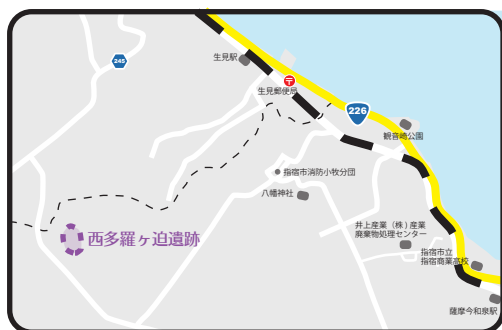 245
生見駅
生見郵便局
226
観音崎公園
指宿市消防小牧分団
八幡神社
井上産業（株）産業
廃棄物処理センター
西多羅ヶ迫遺跡
指宿市立
指宿商業高校
薩摩今和泉駅